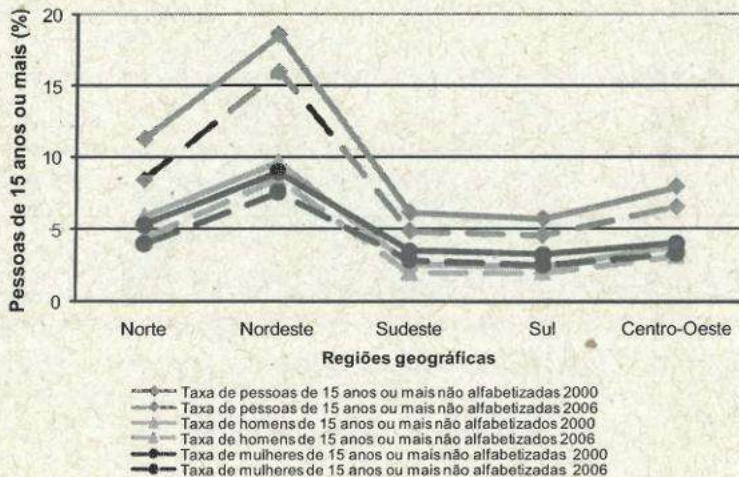 Pessoas de 15 anos ou mais (%)
20
15
10
5
0
Norte
Nordeste
Sudeste
Sul
Centro-Oeste
Regiões geográficas
Taxa de pessoas de 15 anos ou mais não alfabetizadas 2000
Taxa de pessoas de 15 anos ou mais não alfabetizadas 2006
Taxa de homens de 15 anos ou mais não alfabetizados 2000
Taxa de homens de 15 anos ou mais não alfabetizados 2006
Taxa de mulheres de 15 anos ou mais não alfabetizadas 2000
Taxa de mulheres de 15 anos ou mais não alfabetizadas 2006